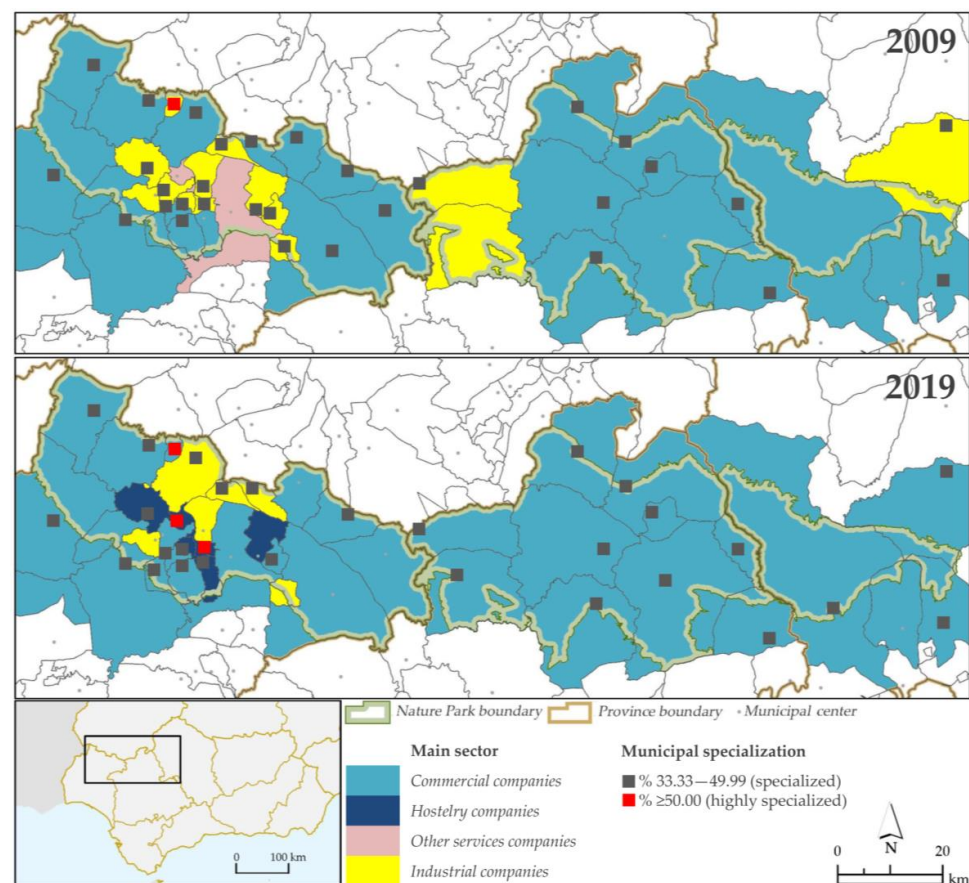 2009
2019
Nature Park boundary
Province boundary
Municipal center
Main sector
Commercial companies
Hostelry companies
Other services companies
Industrial companies
Municipal specialization
% 33.33—49.99 (specialized)
% ≥50.00 (highly specialized)
0 100 km
N
0 20
km